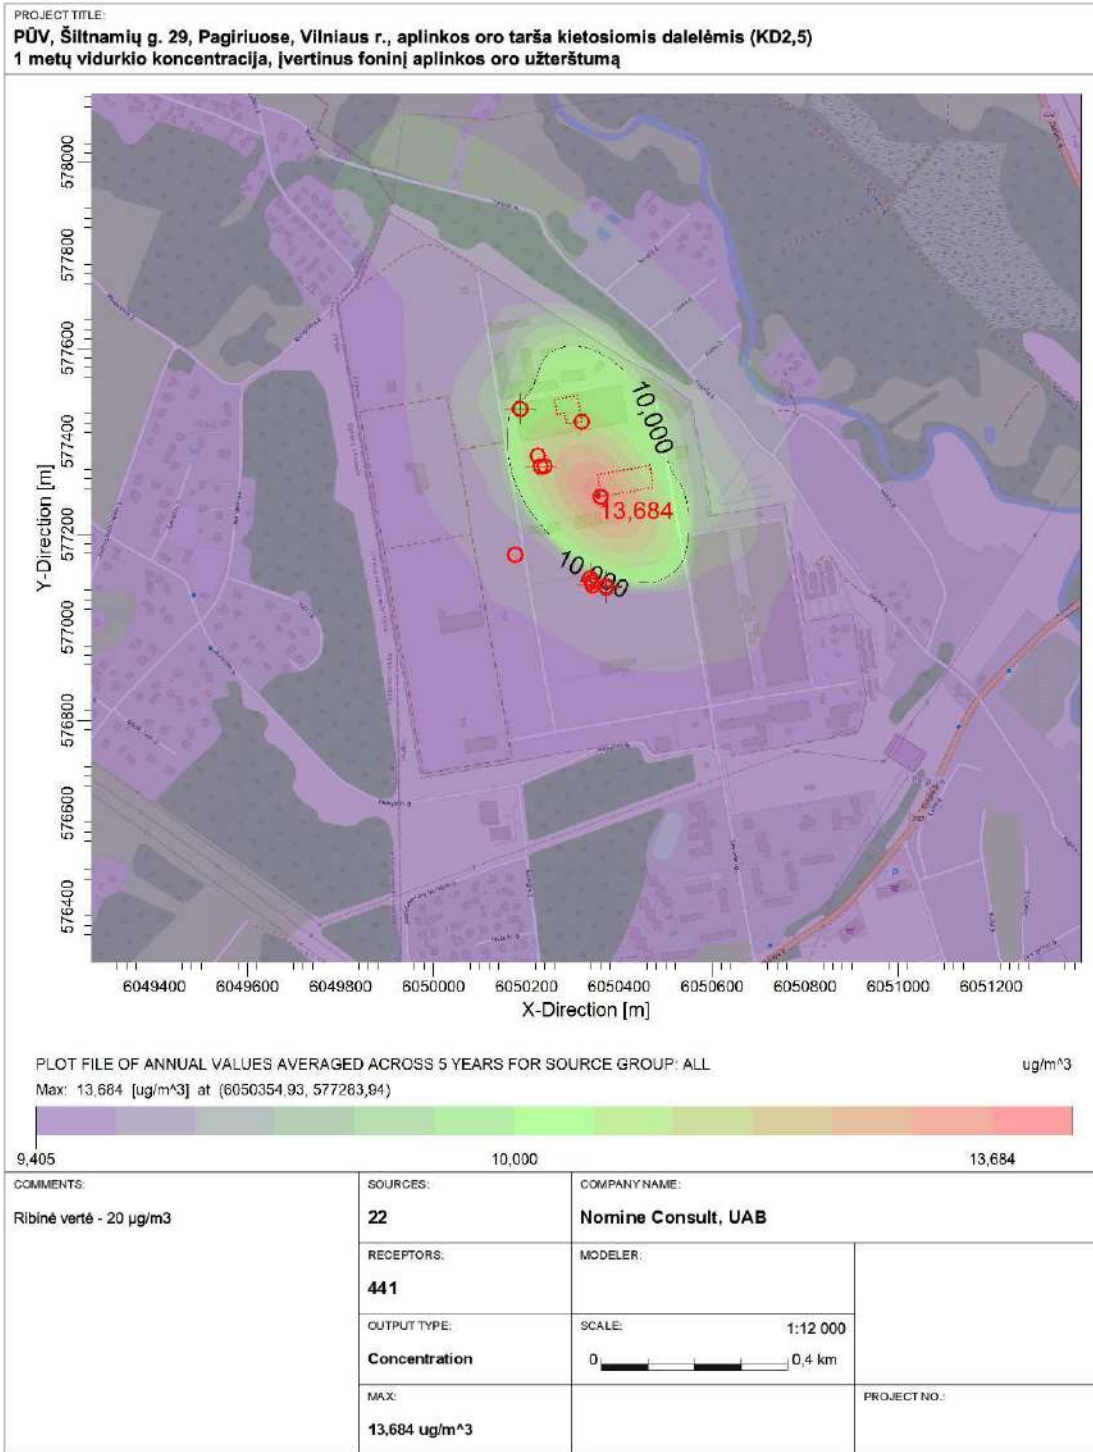 PROJECT TITLE:
PŪV, Šiltnamių g. 29, Pagiriuose, Vilniaus r., aplinkos oro tarša kietosiomis dalelėmis (KD2,5)
1 metų vidurkio koncentracija, įvertinus foninį aplinkos oro užterštumą
Y-Direction [m]
578000
577800
577600
577400
577200
577000
576800
576600
576400
10,000
13,684
10,000
6049400 6049600 6049800 6050000 6050200 6050400 6050600 6050800 6051000 6051200
X-Direction [m]
PLOT FILE OF ANNUAL VALUES AVERAGED ACROSS 5 YEARS FOR SOURCE GROUP: ALL ug/m^3
Max: 13,684 [ug/m^3] at (6050354,93, 577283,94)
9,405 10,000 13,684
COMMENTS:
Ribinė vertė - 20 µg/m3
SOURCES:
22
COMPANY NAME:
Nomine Consult, UAB
RECEPTORS:
441
MODELER:
OUTPUT TYPE:
Concentration
SCALE: 1:12 000
0 0,4 km
MAX:
13,684 ug/m^3
PROJECT NO.: